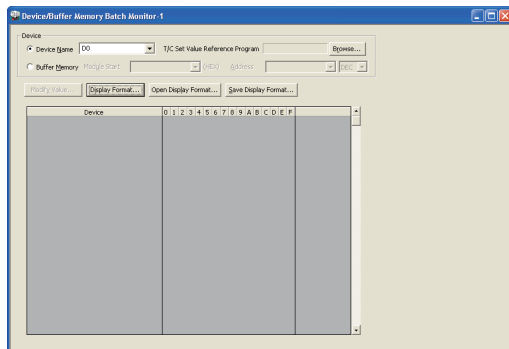 Device/Buffer Memory Batch Monitor-1
Device
Device Name D0 T/C Set Value Reference Program Browse...
Buffer Memory Module Start (HEX) Address DEC
Modify Value... Display Format... Open Display Format... Save Display Format...
Device 0 1 2 3 4 5 6 7 8 9 A B C D E F